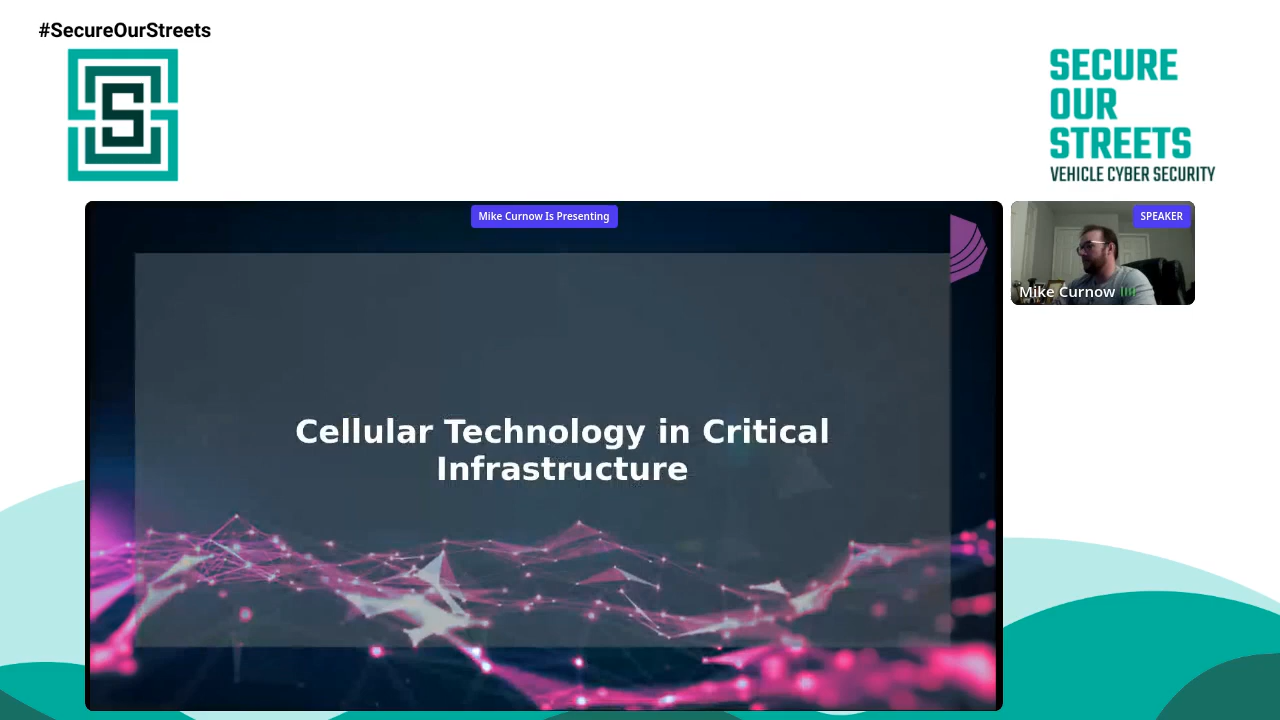 #SecureOurStreets
S
SECURE
OUR
STREETS
VEHICLE CYBER SECURITY
Mike Curnow Is Presenting
SPEAKER
Mike Curnow
Cellular Technology in Critical
Infrastructure